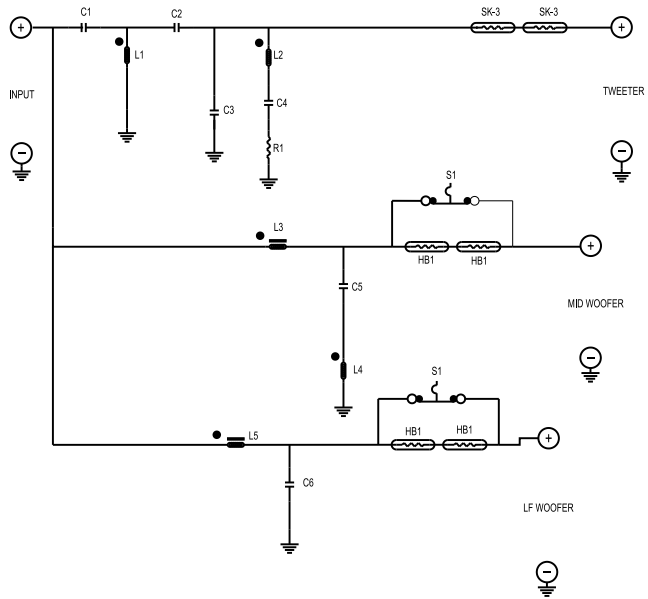 C1
C2
SK-3
SK-3
+
+
L1
L2
INPUT
C3
C4
TWEETER
R1
−
−
S1
L3
+
HB1
HB1
C5
MID WOOFER
L4
−
S1
L5
HB1
HB1
+
C6
LF WOOFER
−